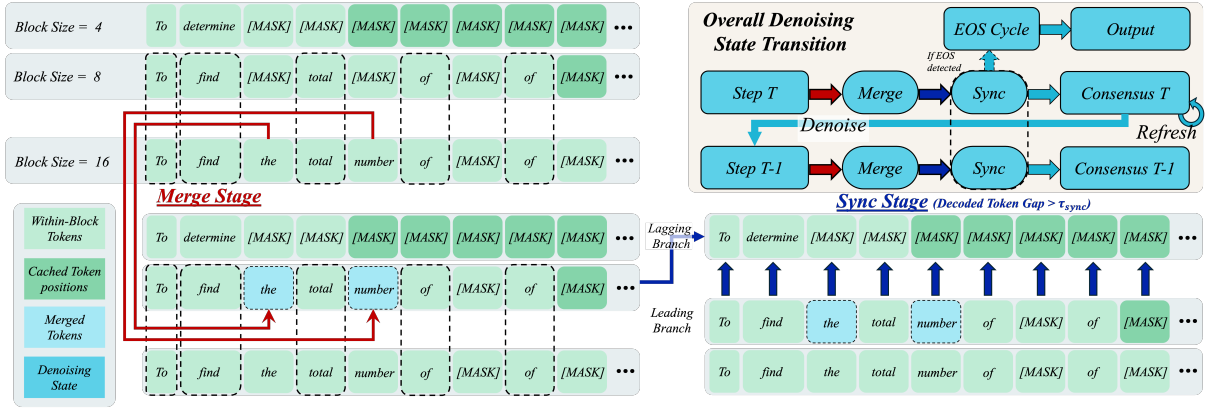 Block Size = 4
To determine [MASK] [MASK] [MASK] [MASK] [MASK] [MASK] [MASK] •••
Block Size = 8
To find [MASK] total [MASK] of [MASK] of [MASK] •••
Block Size = 16
To find the total number of [MASK] of [MASK] •••
Merge Stage
Within-Block
Tokens
Cached Token
positions
Merged
Tokens
Denoising
State
To determine [MASK] [MASK] [MASK] [MASK] [MASK] [MASK] [MASK] •••
To find the total number of [MASK] of [MASK] •••
To find the total number of [MASK] of [MASK] •••
Overall Denoising
State Transition
EOS Cycle
Output
If EOS
detected
Step T
Merge
Sync
Consensus T
Denoise
Refresh
Step T-1
Merge
Sync
Consensus T-1
Sync Stage (Decoded Token Gap > τsync)
Lagging
Branch
To determine [MASK] [MASK] [MASK] [MASK] [MASK] [MASK] [MASK] •••
Leading
Branch
To find the total number of [MASK] of [MASK] •••
To find the total number of [MASK] of [MASK] •••